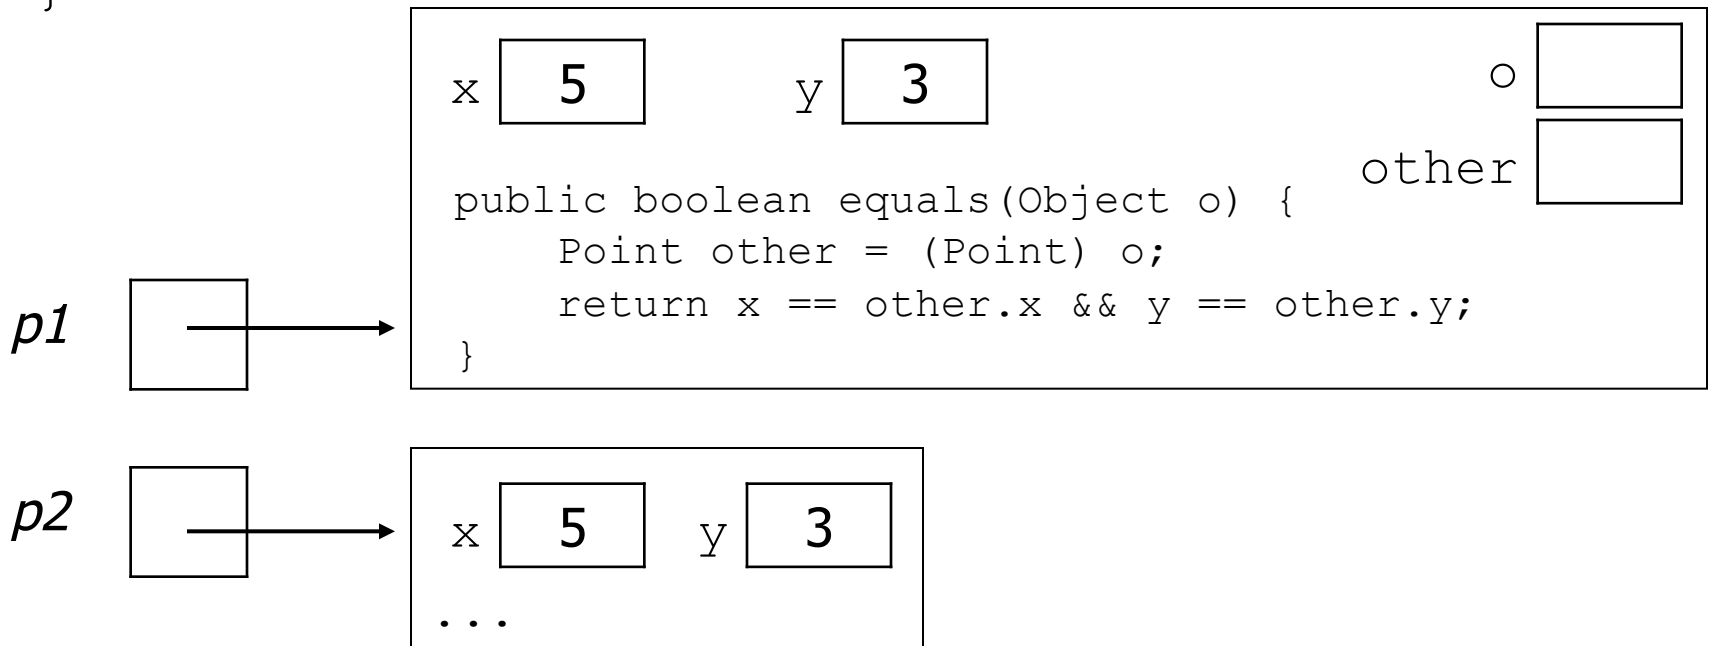 }
x 5 y 3 o
other
public boolean equals(Object o) {
    Point other = (Point) o;
    return x == other.x && y == other.y;
}
p1
p2
x 5 y 3
...